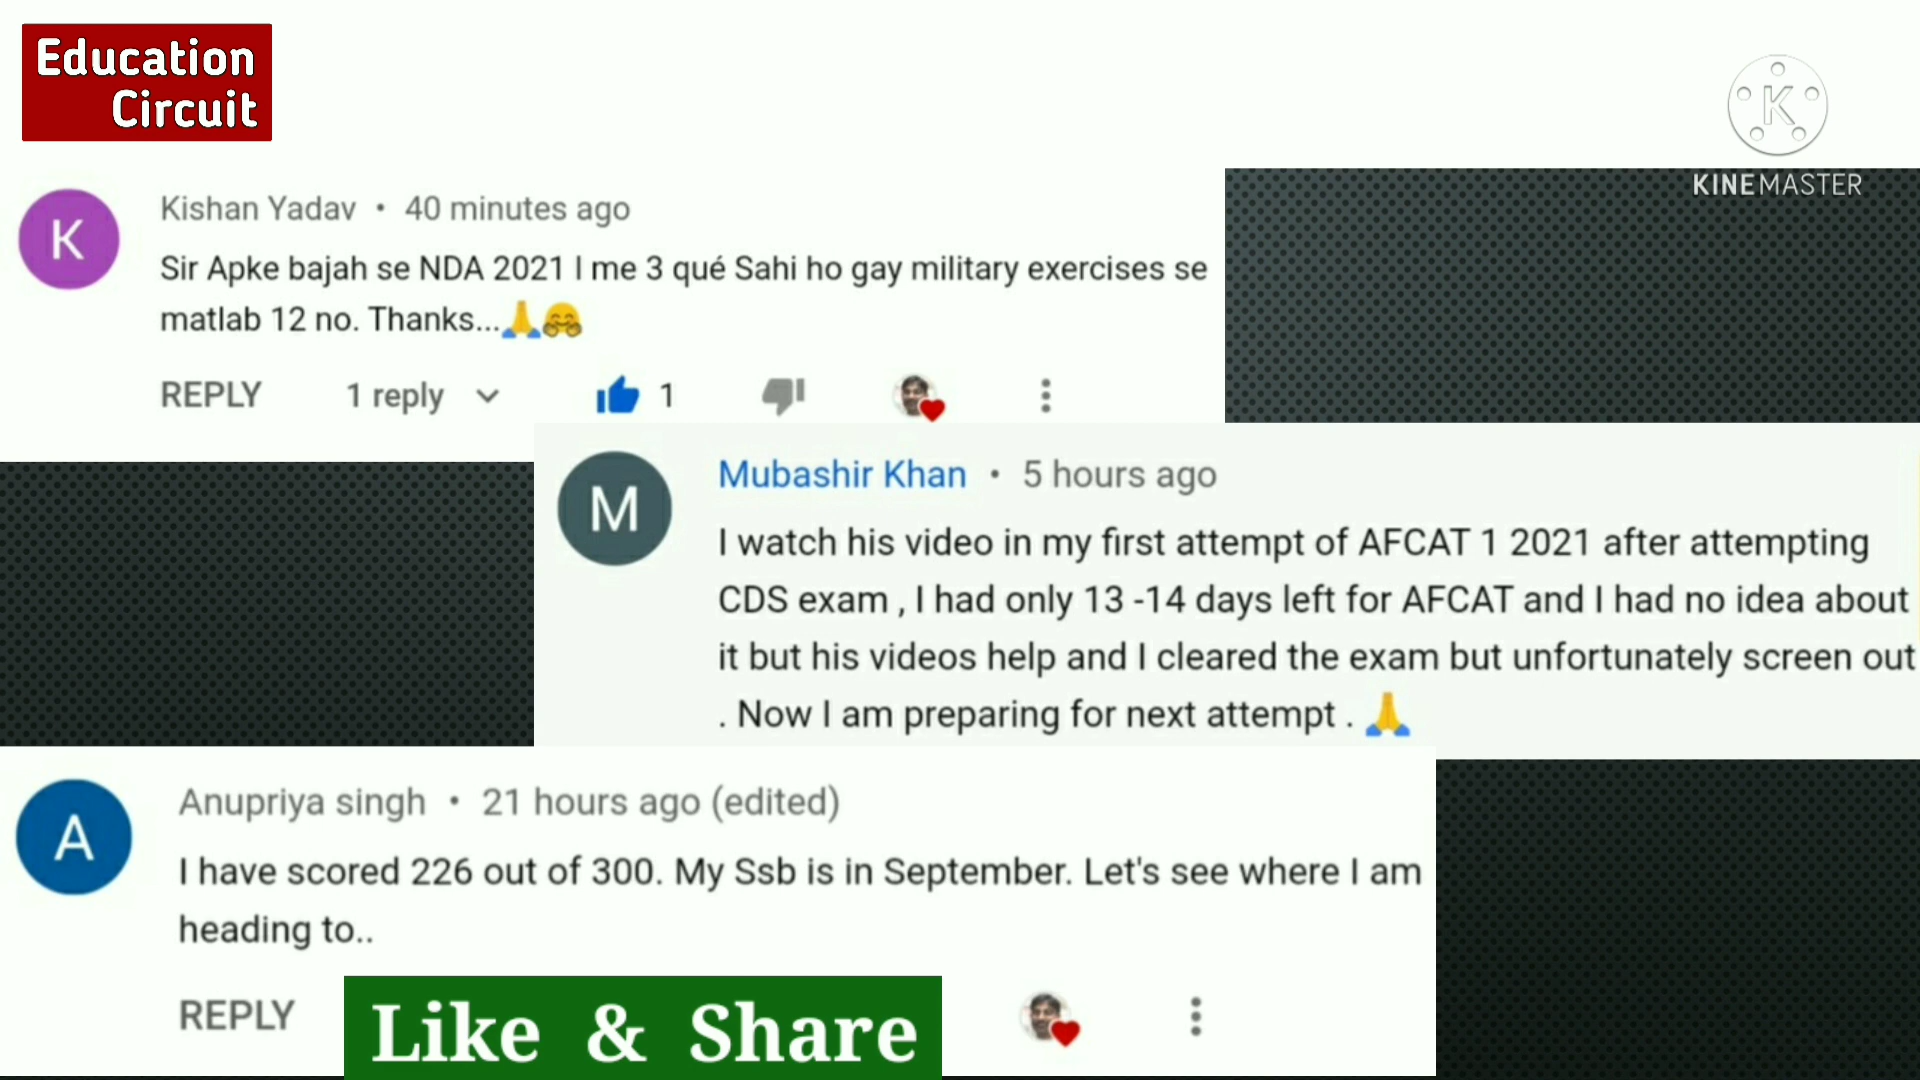 Education
Circuit
K
KINEMASTER
K
Kishan Yadav • 40 minutes ago
Sir Apke bajah se NDA 2021 I me 3 qué Sahi ho gay military exercises se
matlab 12 no. Thanks...🙏🤗
REPLY 1 reply 1
M
Mubashir Khan • 5 hours ago
I watch his video in my first attempt of AFCAT 1 2021 after attempting
CDS exam , I had only 13 -14 days left for AFCAT and I had no idea about
it but his videos help and I cleared the exam but unfortunately screen out
. Now I am preparing for next attempt . 🙏
A
Anupriya singh • 21 hours ago (edited)
I have scored 226 out of 300. My Ssb is in September. Let's see where I am
heading to..
REPLY
Like & Share